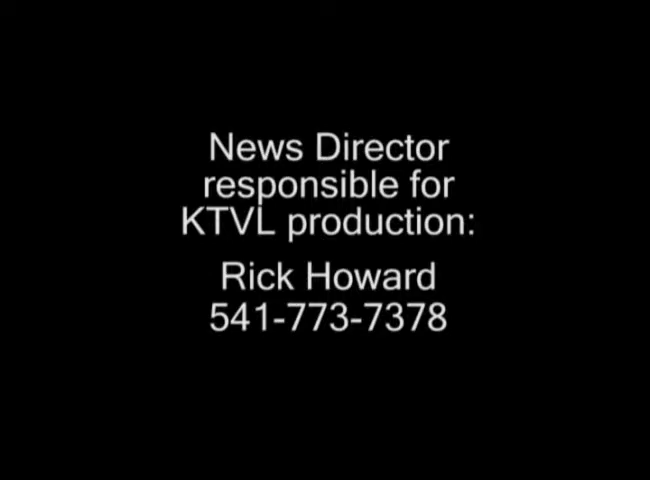 News Director
responsible for
KTVL production:
Rick Howard
541-773-7378